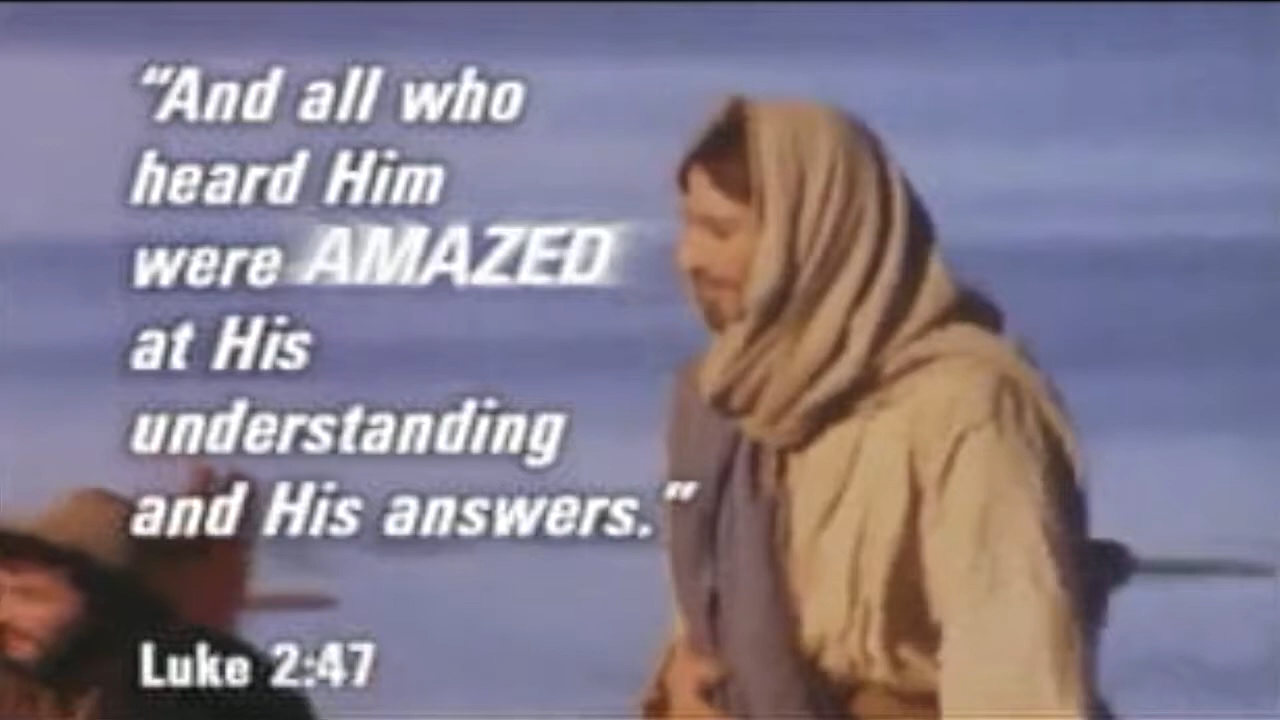 “And all who
heard Him
were AMAZED
at His
understanding
and His answers.”
Luke 2:47